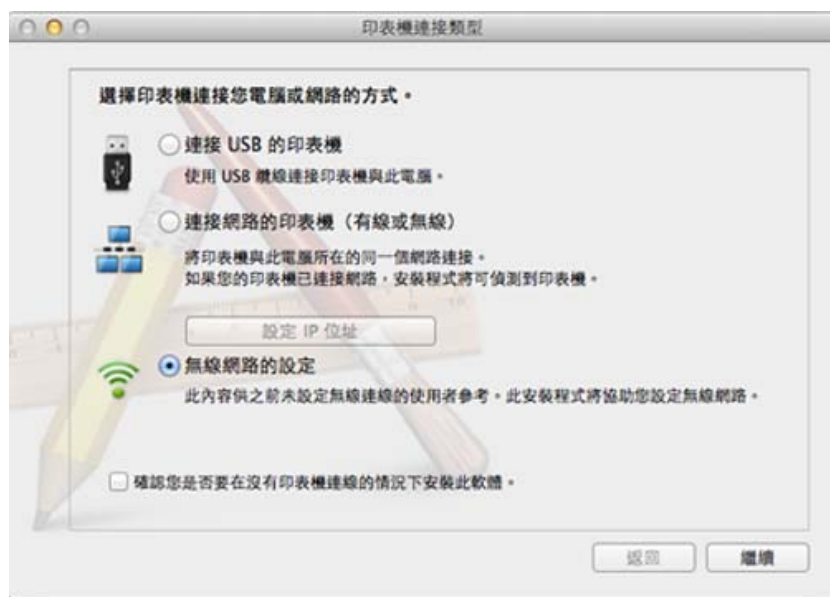 印表機連接類型
選擇印表機連接您電腦或網路的方式。
連接 USB 的印表機
使用 USB 纜線連接印表機與此電腦。
連接網路的印表機（有線或無線）
將印表機與此電腦所在的同一個網路連接。
如果您的印表機已連接網路，安裝程式將可偵測到印表機。
設定 IP 位址
無線網路的設定
此內容供之前未設定無線連線的使用者參考。此安裝程式將協助您設定無線網路。
確認您是否要在沒有印表機連線的情況下安裝此軟體。
返回
繼續